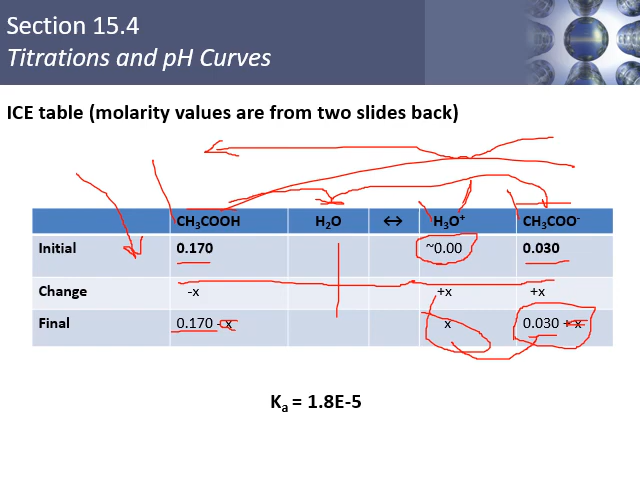 Section 15.4
Titrations and pH Curves
ICE table (molarity values are from two slides back)
CH₃COOH H₂O ↔ H₃O⁺ CH₃COO⁻
Initial 0.170 ~0.00 0.030
Change -x +x +x
Final 0.170 - x x 0.030 + x
Kₐ = 1.8E-5